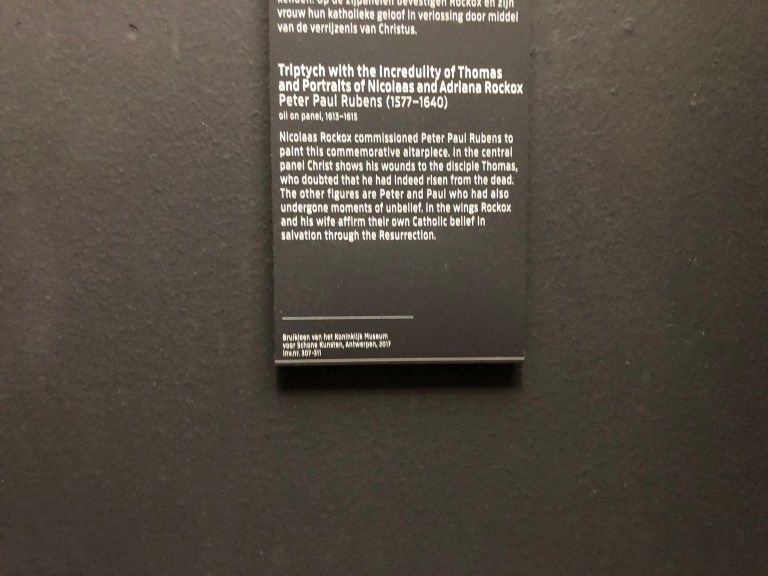 kenden. Op de zijpanelen bevestigen Rockox en zijn
vrouw hun katholieke geloof in verlossing door middel
van de verrijzenis van Christus.
Triptych with the Incredulity of Thomas
and Portraits of Nicolaas and Adriana Rockox
Peter Paul Rubens (1577–1640)
oil on panel, 1613–1615
Nicolaas Rockox commissioned Peter Paul Rubens to
paint this commemorative altarpiece. In the central
panel Christ shows his wounds to the disciple Thomas,
who doubted that he had indeed risen from the dead.
The other figures are Peter and Paul who had also
undergone moments of unbelief. In the wings Rockox
and his wife affirm their own Catholic belief in
salvation through the Resurrection.
Bruikleen van het Koninklijk Museum
voor Schone Kunsten, Antwerpen, 2017
inv.nr. 307-311